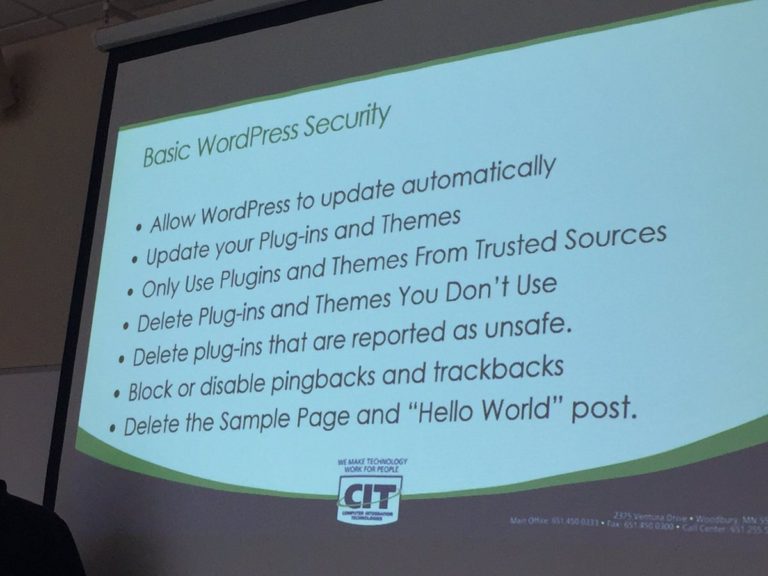 Basic WordPress Security
• Allow WordPress to update automatically
• Update your Plug-ins and Themes
• Only Use Plugins and Themes From Trusted Sources
• Delete Plug-ins and Themes You Don't Use
• Delete plug-ins that are reported as unsafe.
• Block or disable pingbacks and trackbacks
• Delete the Sample Page and “Hello World” post.
WE MAKE TECHNOLOGY
WORK FOR PEOPLE
CIT
COMPUTER INTEGRATION
TECHNOLOGIES
2375 Ventura Drive • Woodbury, MN
Main Office: 651.450.0333 • Fax: 651.450.0300 • Call Center: 651.255.